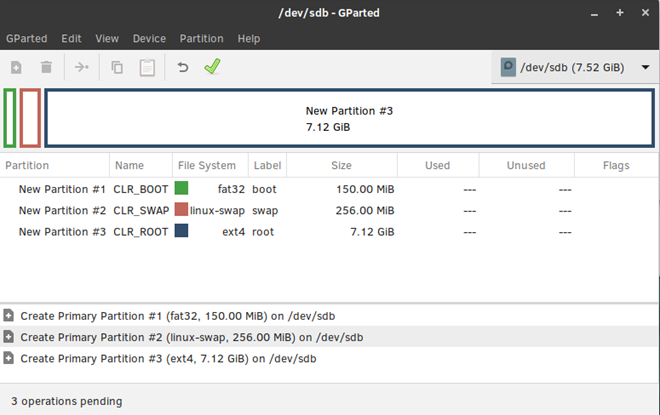 /dev/sdb - GParted
GParted Edit View Device Partition Help
/dev/sdb (7.52 GiB)
New Partition #3
7.12 GiB
Partition Name File System Label Size Used Unused Flags
New Partition #1 CLR_BOOT fat32 boot 150.00 MiB --- ---
New Partition #2 CLR_SWAP linux-swap swap 256.00 MiB --- ---
New Partition #3 CLR_ROOT ext4 root 7.12 GiB --- ---
Create Primary Partition #1 (fat32, 150.00 MiB) on /dev/sdb
Create Primary Partition #2 (linux-swap, 256.00 MiB) on /dev/sdb
Create Primary Partition #3 (ext4, 7.12 GiB) on /dev/sdb
3 operations pending